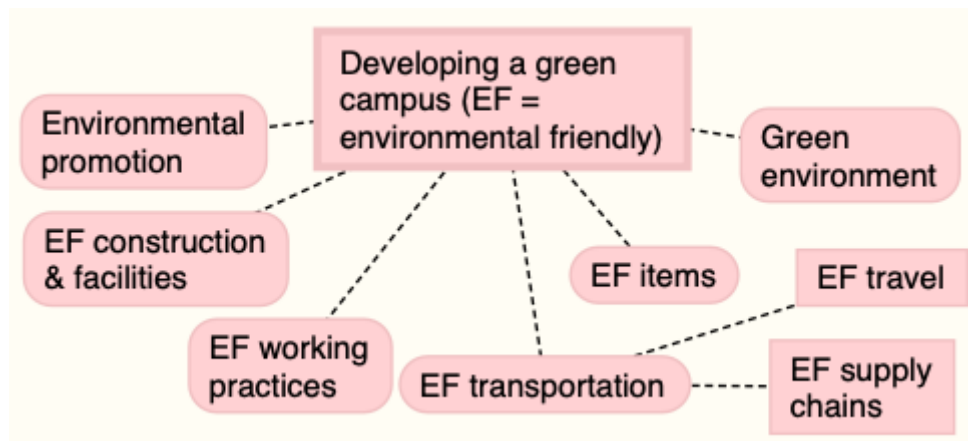 Developing a green
campus (EF =
environmental friendly)
Environmental
promotion
Green
environment
EF construction
& facilities
EF items
EF travel
EF working
practices
EF transportation
EF supply
chains